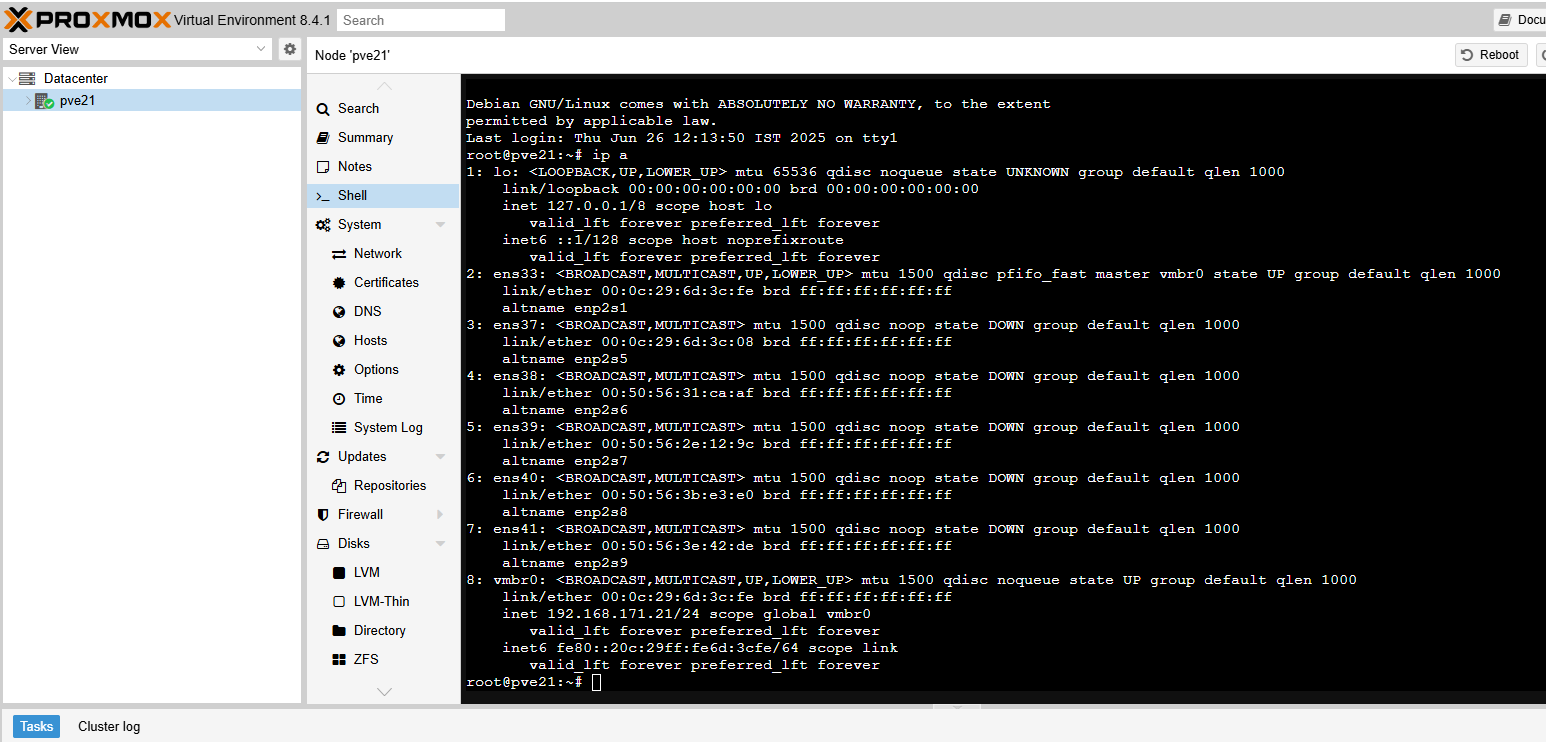 PROXMOX Virtual Environment 8.4.1 Search
Server View
Datacenter
pve21
Node 'pve21'
Reboot
Search
Summary
Notes
Shell
System
Network
Certificates
DNS
Hosts
Options
Time
System Log
Updates
Repositories
Firewall
Disks
LVM
LVM-Thin
Directory
ZFS
Debian GNU/Linux comes with ABSOLUTELY NO WARRANTY, to the extent
permitted by applicable law.
Last login: Thu Jun 26 12:13:50 IST 2025 on tty1
root@pve21:~# ip a
1: lo: <LOOPBACK,UP,LOWER_UP> mtu 65536 qdisc noqueue state UNKNOWN group default qlen 1000
    link/loopback 00:00:00:00:00:00 brd 00:00:00:00:00:00
    inet 127.0.0.1/8 scope host lo
       valid_lft forever preferred_lft forever
    inet6 ::1/128 scope host noprefixroute
       valid_lft forever preferred_lft forever
2: ens33: <BROADCAST,MULTICAST,UP,LOWER_UP> mtu 1500 qdisc pfifo_fast master vmbr0 state UP group default qlen 1000
    link/ether 00:0c:29:6d:3c:fe brd ff:ff:ff:ff:ff:ff
    altname enp2s1
3: ens37: <BROADCAST,MULTICAST> mtu 1500 qdisc noop state DOWN group default qlen 1000
    link/ether 00:0c:29:6d:3c:08 brd ff:ff:ff:ff:ff:ff
    altname enp2s5
4: ens38: <BROADCAST,MULTICAST> mtu 1500 qdisc noop state DOWN group default qlen 1000
    link/ether 00:50:56:31:ca:af brd ff:ff:ff:ff:ff:ff
    altname enp2s6
5: ens39: <BROADCAST,MULTICAST> mtu 1500 qdisc noop state DOWN group default qlen 1000
    link/ether 00:50:56:2e:12:9c brd ff:ff:ff:ff:ff:ff
    altname enp2s7
6: ens40: <BROADCAST,MULTICAST> mtu 1500 qdisc noop state DOWN group default qlen 1000
    link/ether 00:50:56:3b:e3:e0 brd ff:ff:ff:ff:ff:ff
    altname enp2s8
7: ens41: <BROADCAST,MULTICAST> mtu 1500 qdisc noop state DOWN group default qlen 1000
    link/ether 00:50:56:3e:42:de brd ff:ff:ff:ff:ff:ff
    altname enp2s9
8: vmbr0: <BROADCAST,MULTICAST,UP,LOWER_UP> mtu 1500 qdisc noqueue state UP group default qlen 1000
    link/ether 00:0c:29:6d:3c:fe brd ff:ff:ff:ff:ff:ff
    inet 192.168.171.21/24 scope global vmbr0
       valid_lft forever preferred_lft forever
    inet6 fe80::20c:29ff:fe6d:3cfe/64 scope link
       valid_lft forever preferred_lft forever
root@pve21:~#
Tasks Cluster log